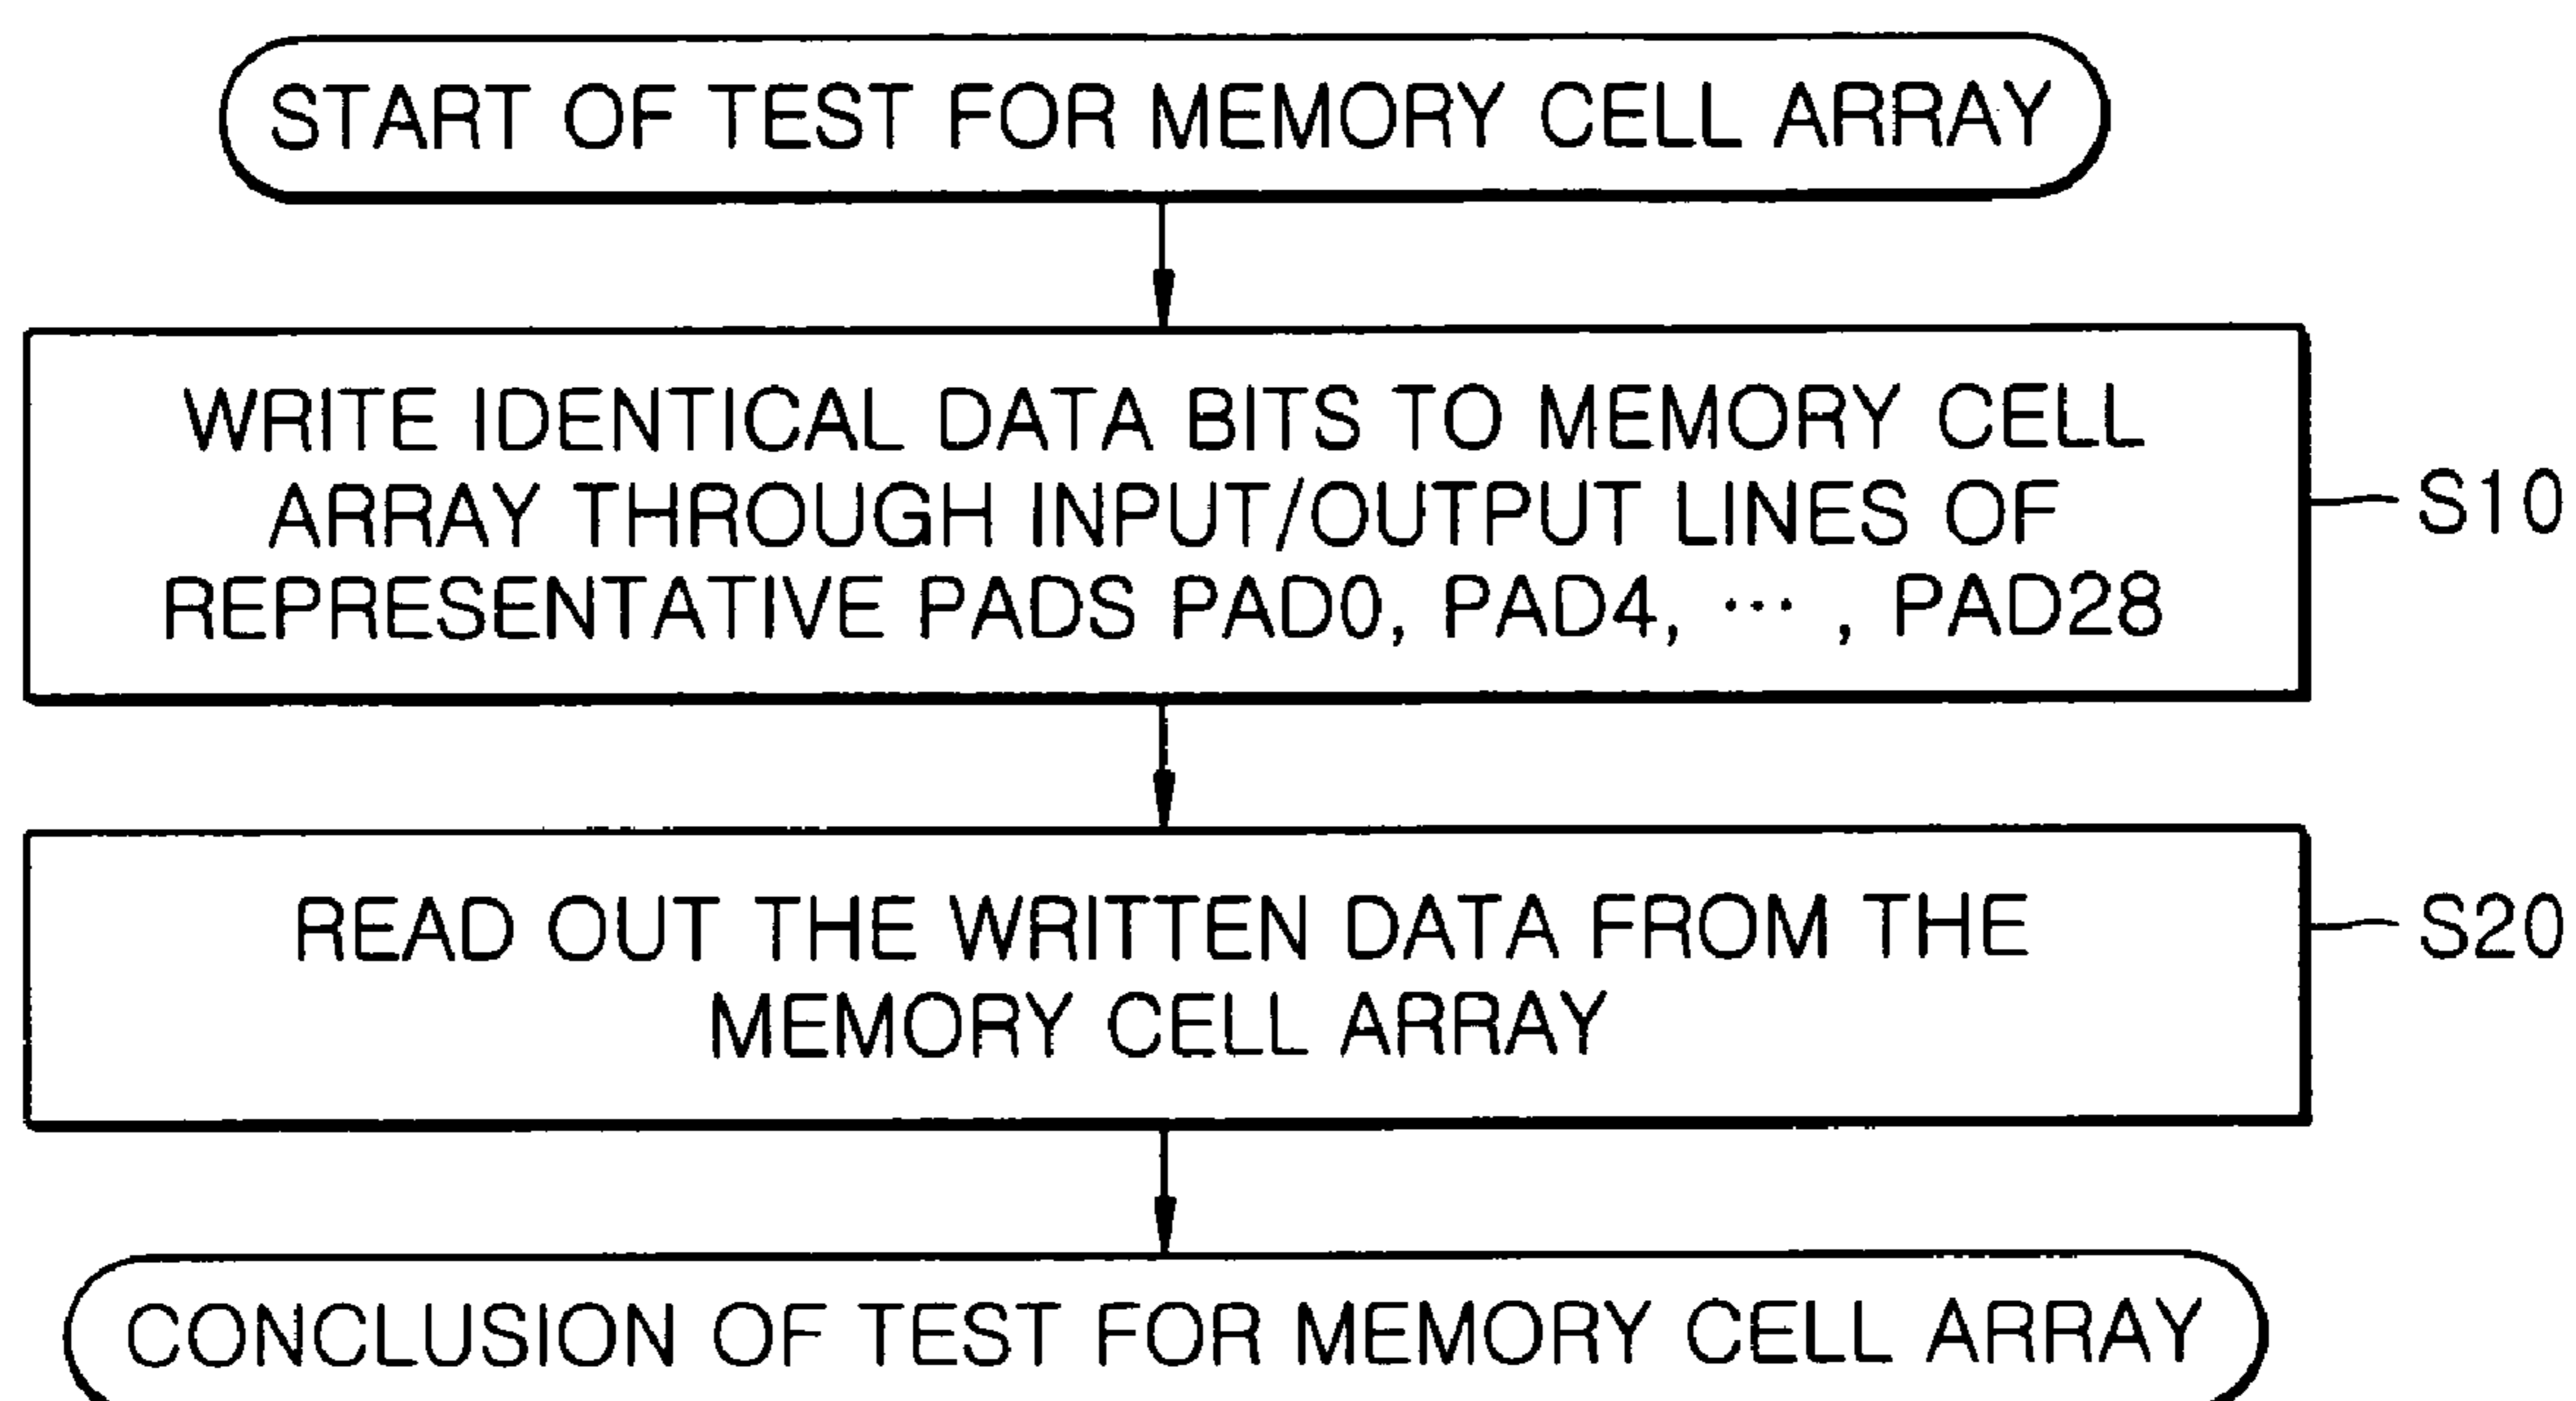 START OF TEST FOR MEMORY CELL ARRAY
WRITE IDENTICAL DATA BITS TO MEMORY CELL
ARRAY THROUGH INPUT/OUTPUT LINES OF
REPRESENTATIVE PADS PAD0, PAD4, ··· , PAD28
S10
READ OUT THE WRITTEN DATA FROM THE
MEMORY CELL ARRAY
S20
CONCLUSION OF TEST FOR MEMORY CELL ARRAY